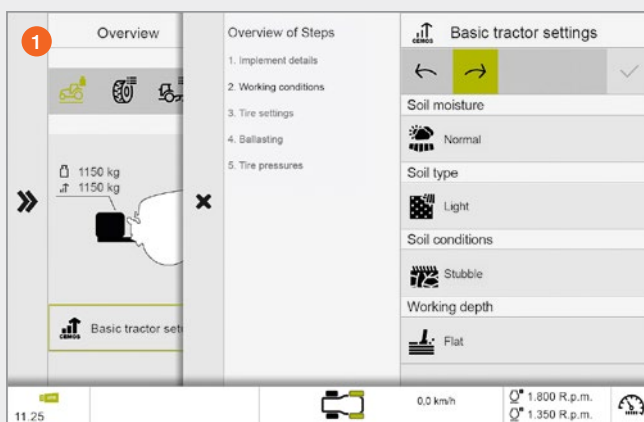 1
Overview
1150 kg
1150 kg
CEMOS
Basic tractor set
Overview of Steps
1. Implement details
2. Working conditions
3. Tire settings
4. Ballasting
5. Tire pressures
CEMOS
Basic tractor settings
Soil moisture
Normal
Soil type
Light
Soil conditions
Stubble
Working depth
Flat
11.25
0,0 km/h
1.800 R.p.m.
1.350 R.p.m.